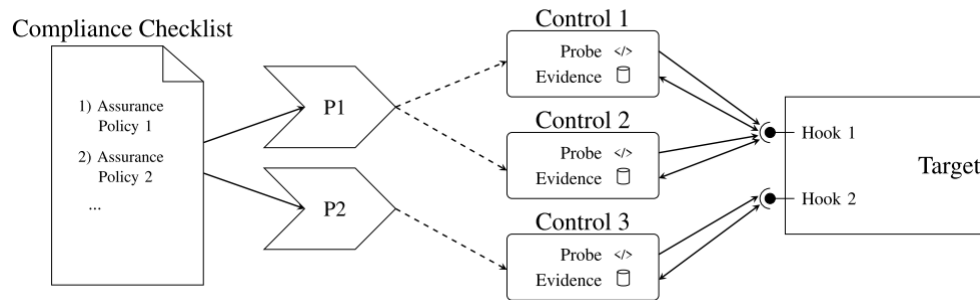 Compliance Checklist
1) Assurance
Policy 1
2) Assurance
Policy 2
...
P1
P2
Control 1
Probe </>
Evidence
Control 2
Probe </>
Evidence
Control 3
Probe </>
Evidence
Hook 1
Hook 2
Target